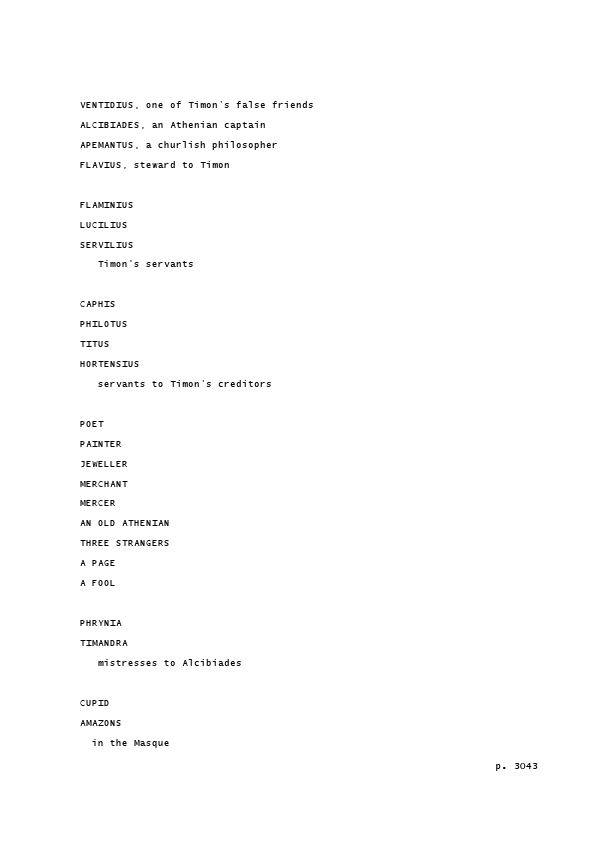 VENTIDIUS, one of Timon's false friends
ALCIBIADES, an Athenian captain
APEMANTUS, a churlish philosopher
FLAVIUS, steward to Timon
FLAMINIUS
LUCILIUS
SERVILIUS
Timon's servants
CAPHIS
PHILOTUS
TITUS
HORTENSIUS
servants to Timon's creditors
POET
PAINTER
JEWELLER
MERCHANT
MERCER
AN OLD ATHENIAN
THREE STRANGERS
A PAGE
A FOOL
PHRYNIA
TIMANDRA
mistresses to Alcibiades
CUPID
AMAZONS
in the Masque
p. 3043